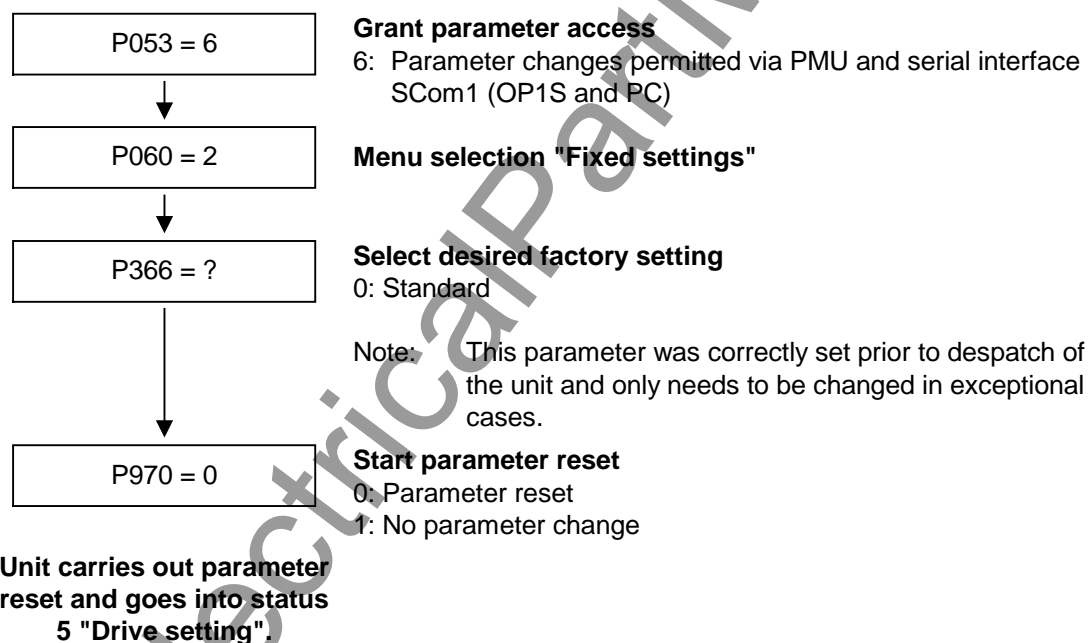 P053 = 6
Grant parameter access
6: Parameter changes permitted via PMU and serial interface
SCom1 (OP1S and PC)
P060 = 2
Menu selection "Fixed settings"
P366 = ?
Select desired factory setting
0: Standard
Note: This parameter was correctly set prior to despatch of
the unit and only needs to be changed in exceptional
cases.
P970 = 0
Start parameter reset
0: Parameter reset
1: No parameter change
Unit carries out parameter
reset and goes into status
5 "Drive setting".
lectricalPart